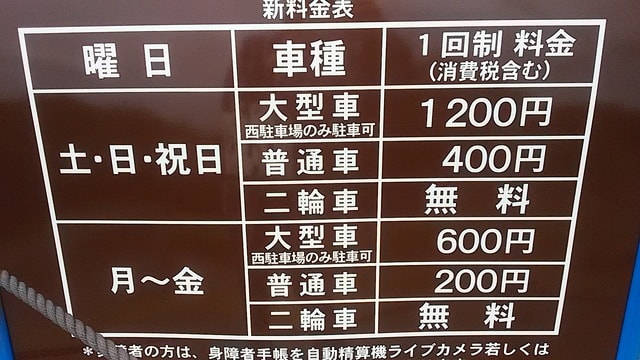 新料金表
曜日 車種 1回制 料金
(消費税含む)
土・日・祝日
大型車 1200円
西駐車場のみ駐車可
普通車 400円
二輪車 無料
月〜金
大型車 600円
西駐車場のみ駐車可
普通車 200円
二輪車 無料
障者の方は、身障者手帳を自動精算機ライブカメラ若しくは